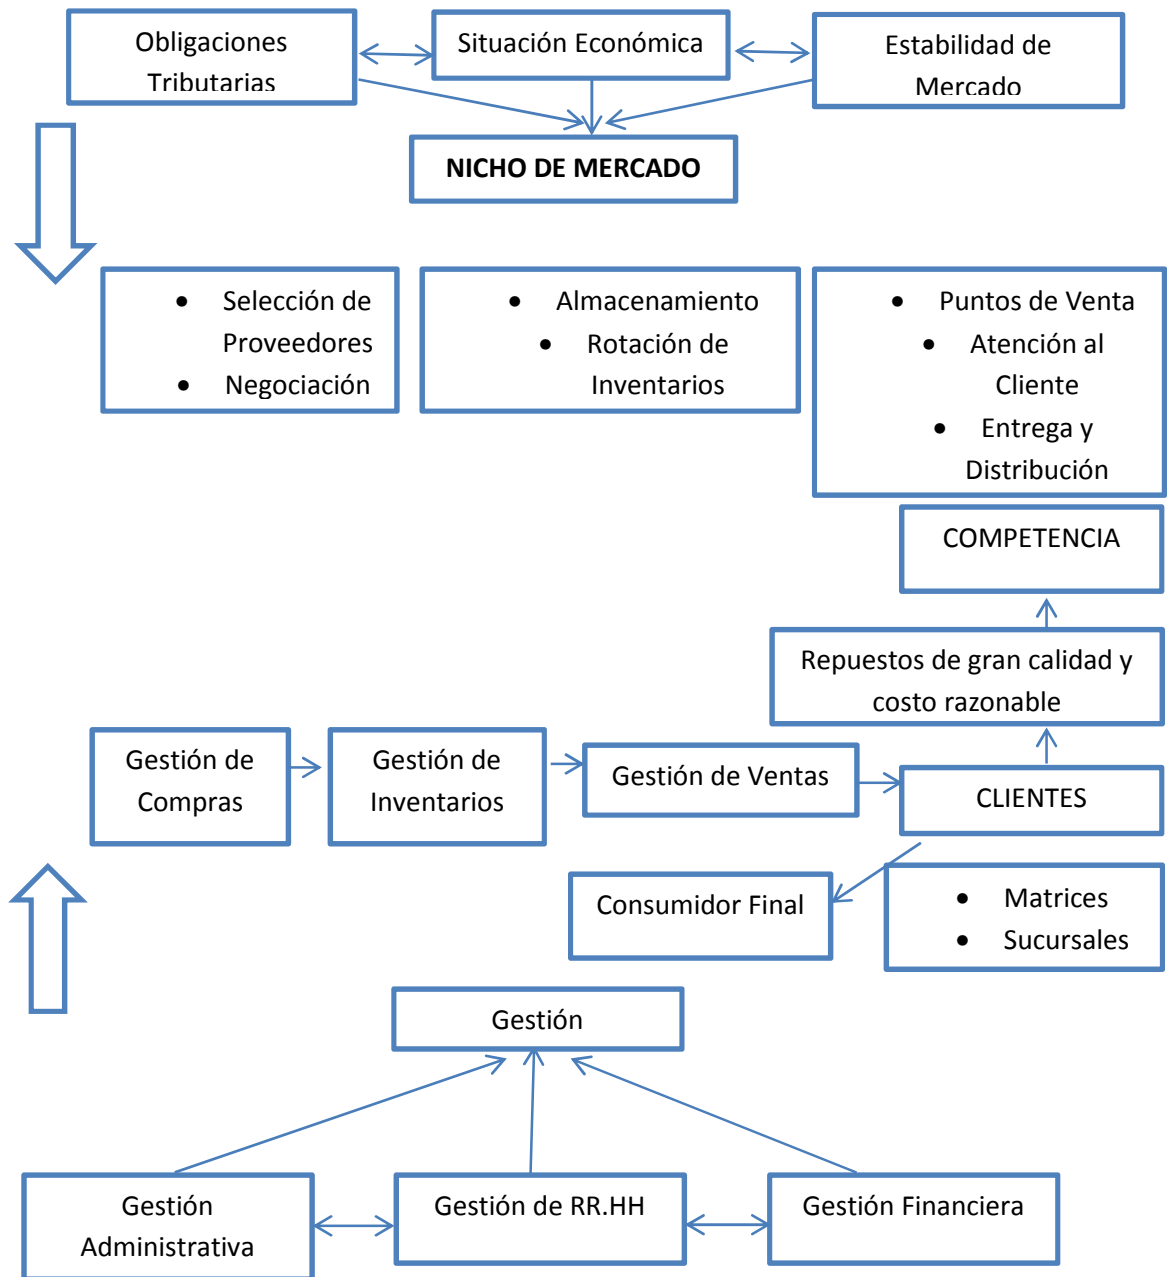 Obligaciones
Tributarias
Situación Económica
Estabilidad de
Mercado
NICHO DE MERCADO
• Selección de
Proveedores
• Negociación
• Almacenamiento
• Rotación de
Inventarios
• Puntos de Venta
• Atención al
Cliente
• Entrega y
Distribución
COMPETENCIA
Repuestos de gran calidad y
costo razonable
Gestión de
Compras
Gestión de
Inventarios
Gestión de Ventas
CLIENTES
Consumidor Final
• Matrices
• Sucursales
Gestión
Gestión
Administrativa
Gestión de RR.HH
Gestión Financiera